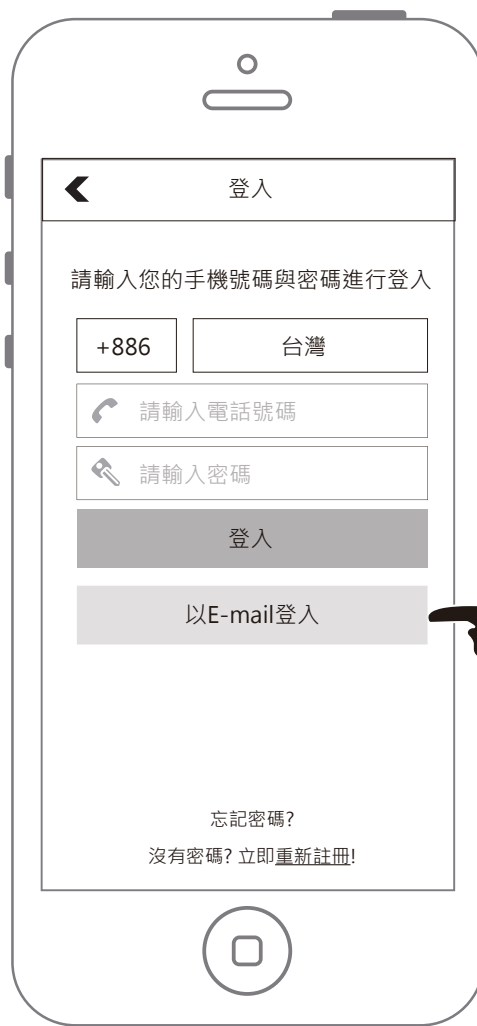 登入
請輸入您的手機號碼與密碼進行登入
+886 台灣
請輸入電話號碼
請輸入密碼
登入
以E-mail登入
忘記密碼?
沒有密碼? 立即重新註冊!